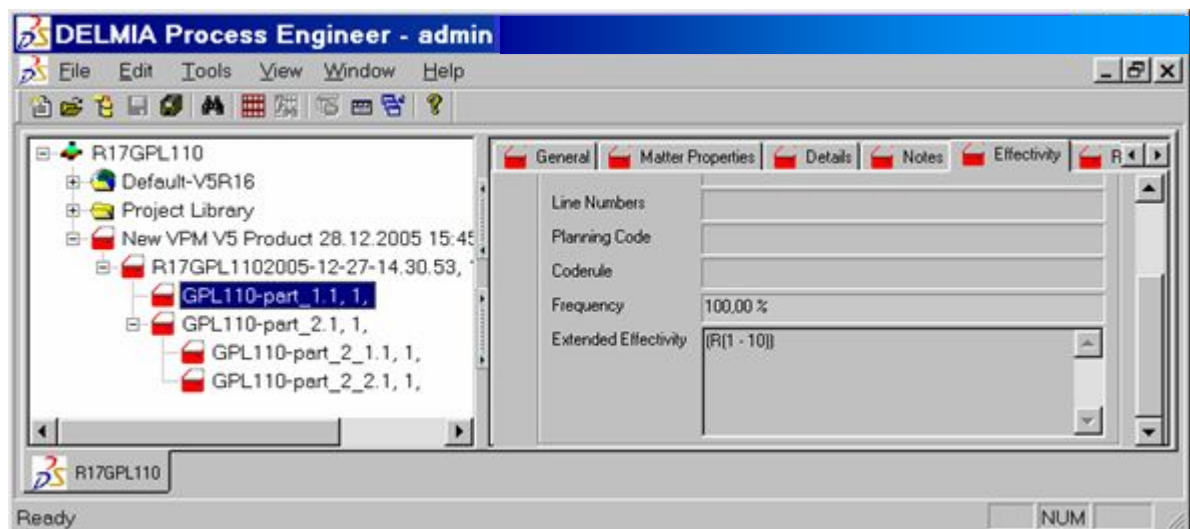 DELMIA Process Engineer - admin
File Edit Tools View Window Help
R17GPL110
Default-V5R16
Project Library
New VPM V5 Product 28.12.2005 15:45
R17GPL1102005-12-27-14.30.53,
GPL110-part_1.1, 1,
GPL110-part_2.1, 1,
GPL110-part_2_1.1, 1,
GPL110-part_2_2.1, 1,
General Matter Properties Details Notes Effectivity R
Line Numbers
Planning Code
Coderule
Frequency 100,00 %
Extended Effectivity (R(1 - 10))
R17GPL110
Ready NUM